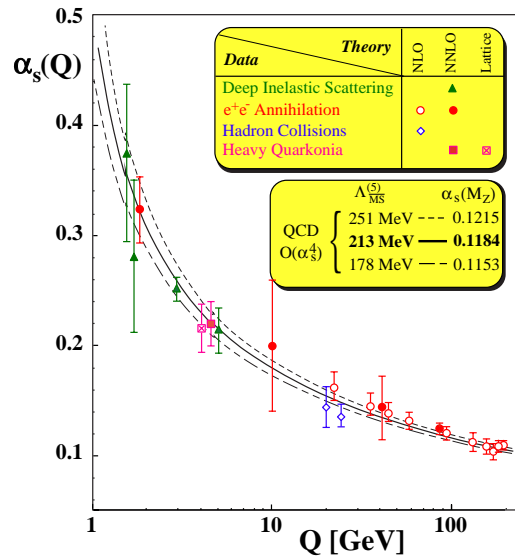 0.5
αs(Q)
0.4
0.3
0.2
0.1
Data Theory NLO NNLO Lattice
Deep Inelastic Scattering
e+e- Annihilation
Hadron Collisions
Heavy Quarkonia
Λ(5)MS αs(MZ)
QCD O(αs4)
251 MeV 0.1215
213 MeV 0.1184
178 MeV 0.1153
1 10 100
Q [GeV]